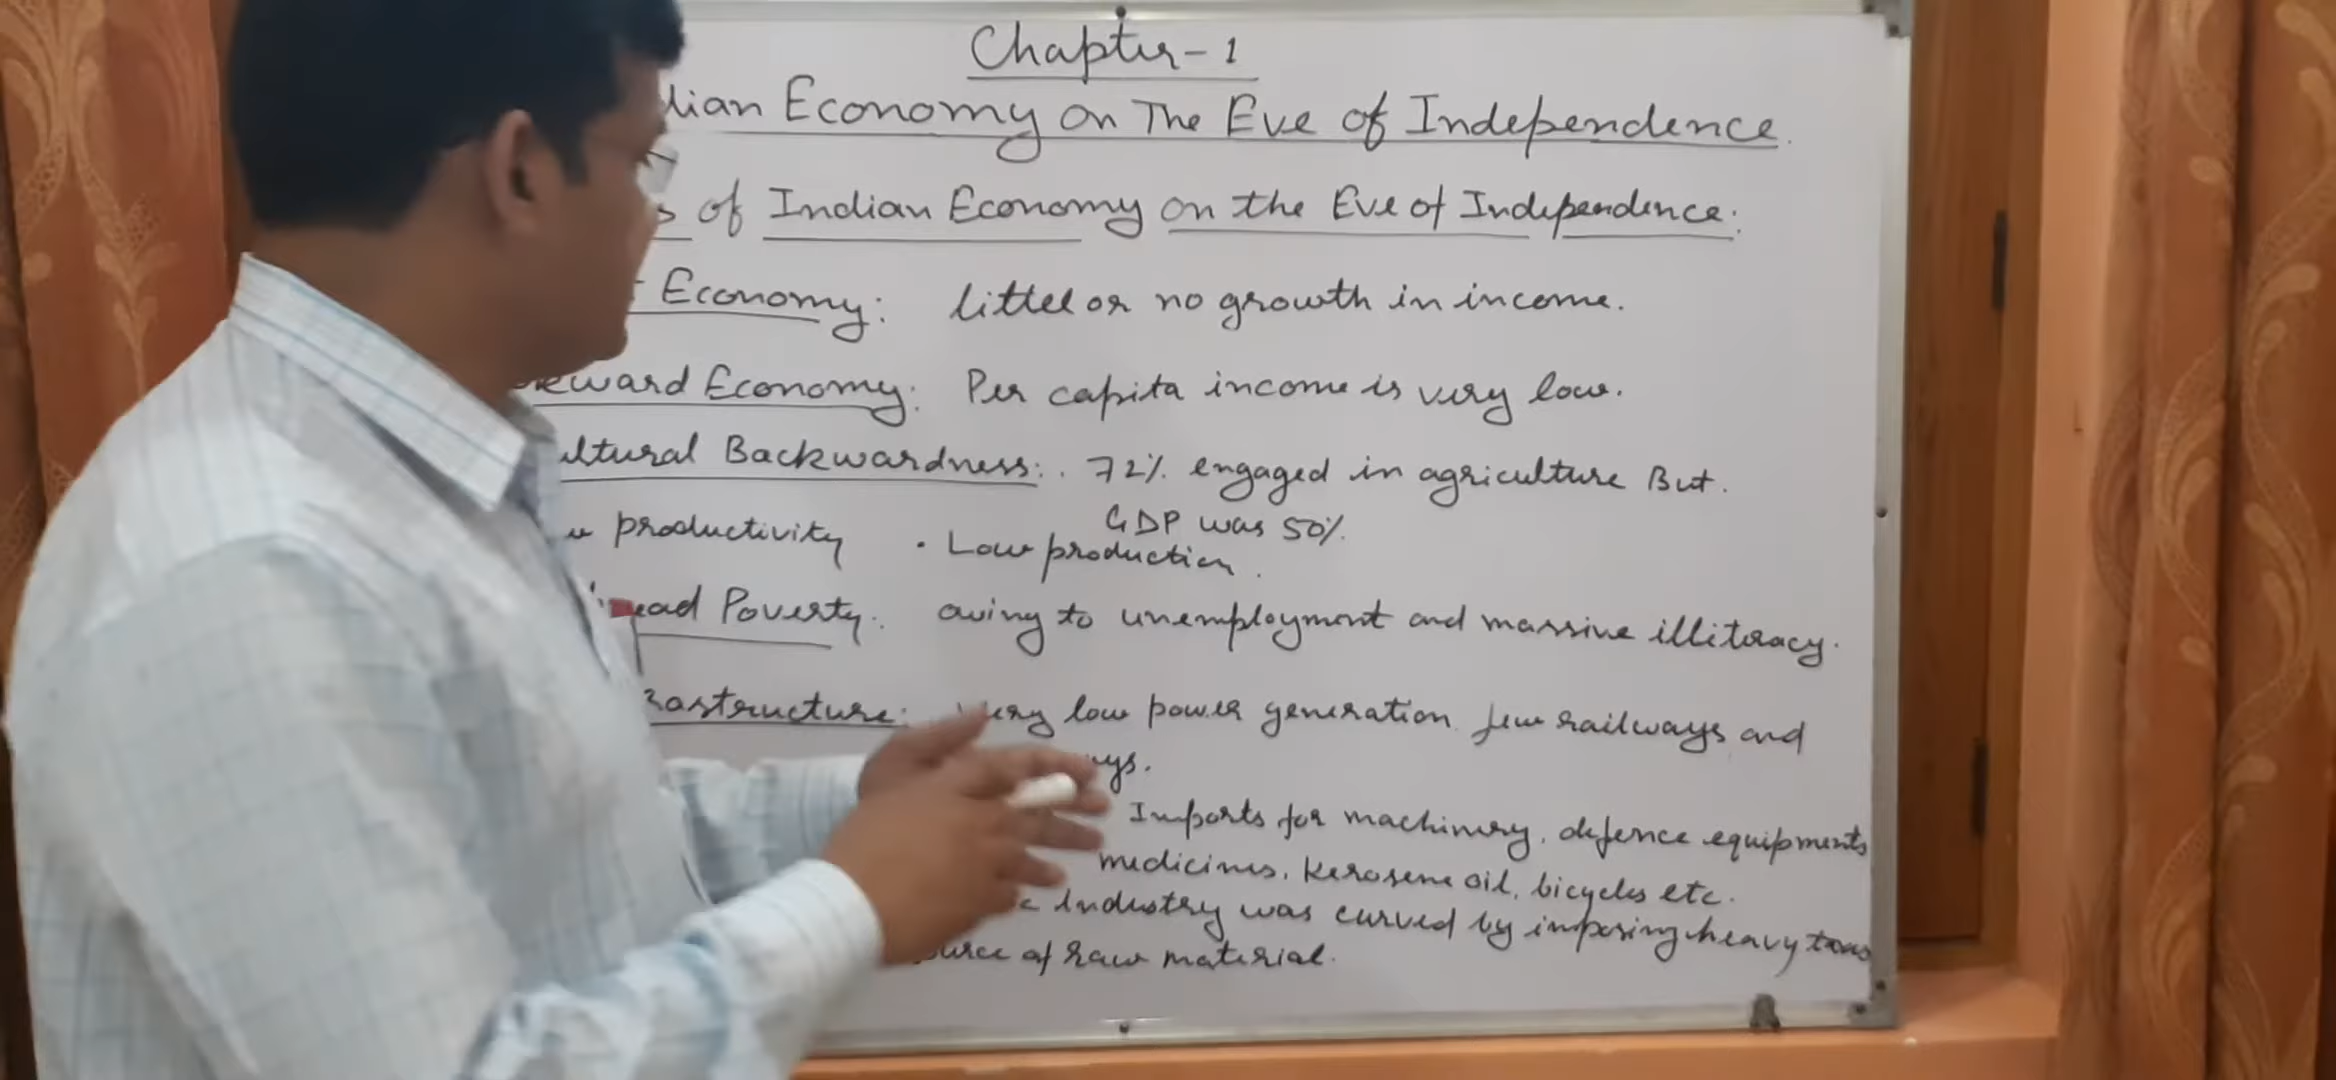 Chapter-1
Economy On The Eve of Independence.
of Indian Economy on the Eve of Independence:
Economy: littel or no growth in income.
Economy: Per capita income is very low.
Backwardness: 72% engaged in agriculture But.
GDP was 50%.
productivity . Low production.
Poverty: owing to unemployment and massive illiteracy.
Very low power generation few railways and
Imports for machinery, defence equipments
medicines, kerosene oil, bicycles etc.
Industry was curved by imposing heavy taxes
of raw material.